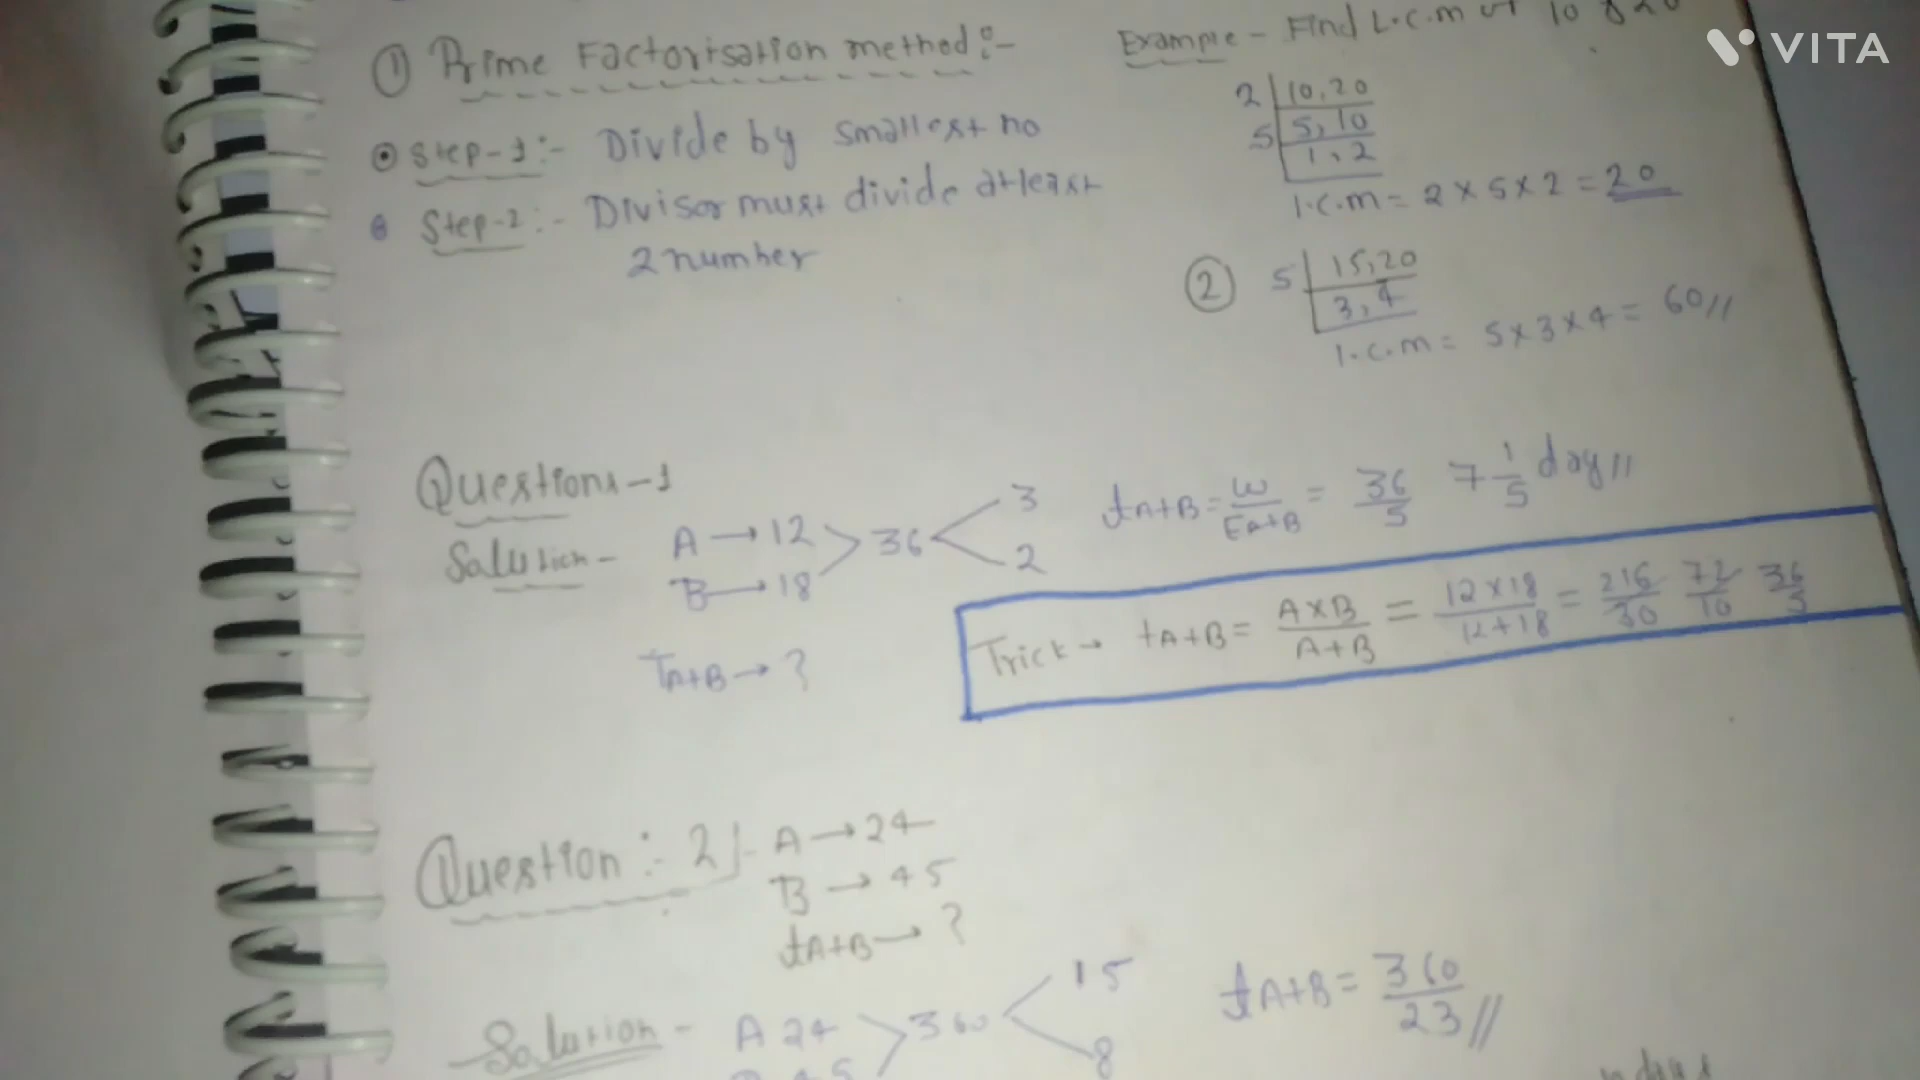 ① Prime Factorisation method:-
Step-1:- Divide by smallest no
Step-2:- Divisor must divide atleast
2 number
Example - Find L.C.m of 10 & 20
2 | 10,20
5 | 5, 10
1, 2
l.c.m = 2 x 5 x 2 = 20
② 5 | 15,20
3, 4
l.c.m = 5 x 3 x 4 = 60//
Questions-1
Solution - A → 12 > 36 < 3
B → 18 2
tA+B = W/EA+B = 36/5 7 1/5 day//
TA+B → ?
Trick → tA+B = AxB/A+B = 12x18/12+18 = 216/30 72/10 36/5
Question :- 2]- A → 24
B → 45
tA+B → ?
Solution - A 24 > 360 < 15
8
tA+B = 360/23//
VITA